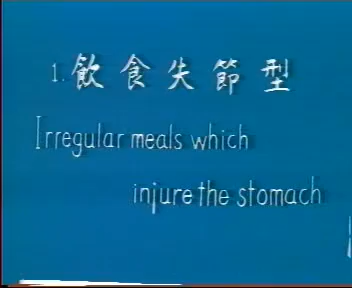 1.飲食失節型
Irregular meals which
injure the stomach